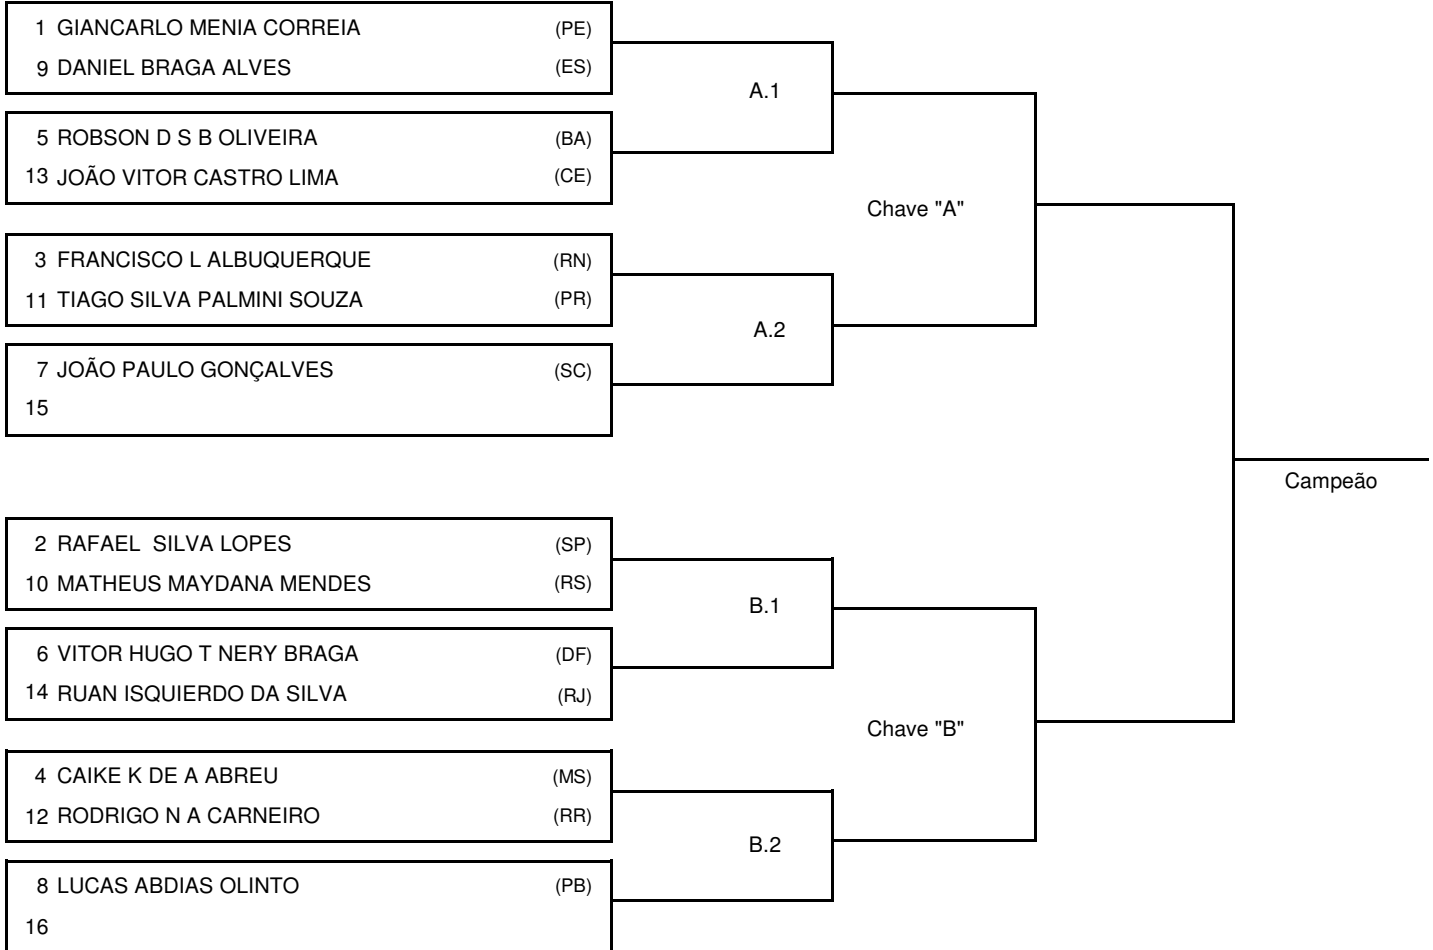 1 GIANCARLO MENIA CORREIA (PE)
9 DANIEL BRAGA ALVES (ES)
A.1
5 ROBSON D S B OLIVEIRA (BA)
13 JOÃO VITOR CASTRO LIMA (CE)
Chave "A"
3 FRANCISCO L ALBUQUERQUE (RN)
11 TIAGO SILVA PALMINI SOUZA (PR)
A.2
7 JOÃO PAULO GONÇALVES (SC)
15
Campeão
2 RAFAEL  SILVA LOPES (SP)
10 MATHEUS MAYDANA MENDES (RS)
B.1
6 VITOR HUGO T NERY BRAGA (DF)
14 RUAN ISQUIERDO DA SILVA (RJ)
Chave "B"
4 CAIKE K DE A ABREU (MS)
12 RODRIGO N A CARNEIRO (RR)
B.2
8 LUCAS ABDIAS OLINTO (PB)
16